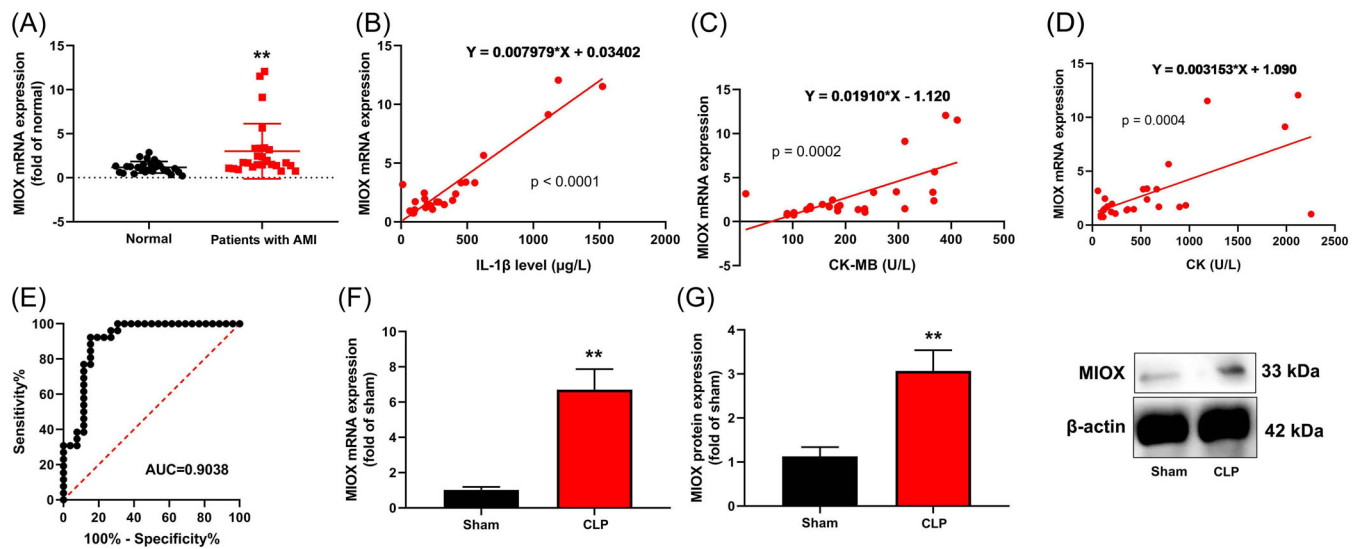 (A)
MIOX mRNA expression
(fold of normal)
15
10
5
0
-5
**
Normal
Patients with AMI
(B)
MIOX mRNA expression
15
10
5
0
Y = 0.007979*X + 0.03402
p < 0.0001
0
500
1000
1500
2000
IL-1β level (μg/L)
(C)
MIOX mRNA expression
15
10
5
0
-5
Y = 0.01910*X - 1.120
p = 0.0002
100
200
300
400
500
CK-MB (U/L)
(D)
MIOX mRNA expression
15
10
5
0
Y = 0.003153*X + 1.090
p = 0.0004
0
500
1000
1500
2000
2500
CK (U/L)
(E)
Sensitivity%
100
80
60
40
20
0
AUC=0.9038
0
20
40
60
80
100
100% - Specificity%
(F)
MIOX mRNA expression
(fold of sham)
10
8
6
4
2
0
**
Sham
CLP
(G)
MIOX protein expression
(fold of sham)
4
3
2
1
0
**
Sham
CLP
MIOX
33 kDa
β-actin
42 kDa
Sham
CLP